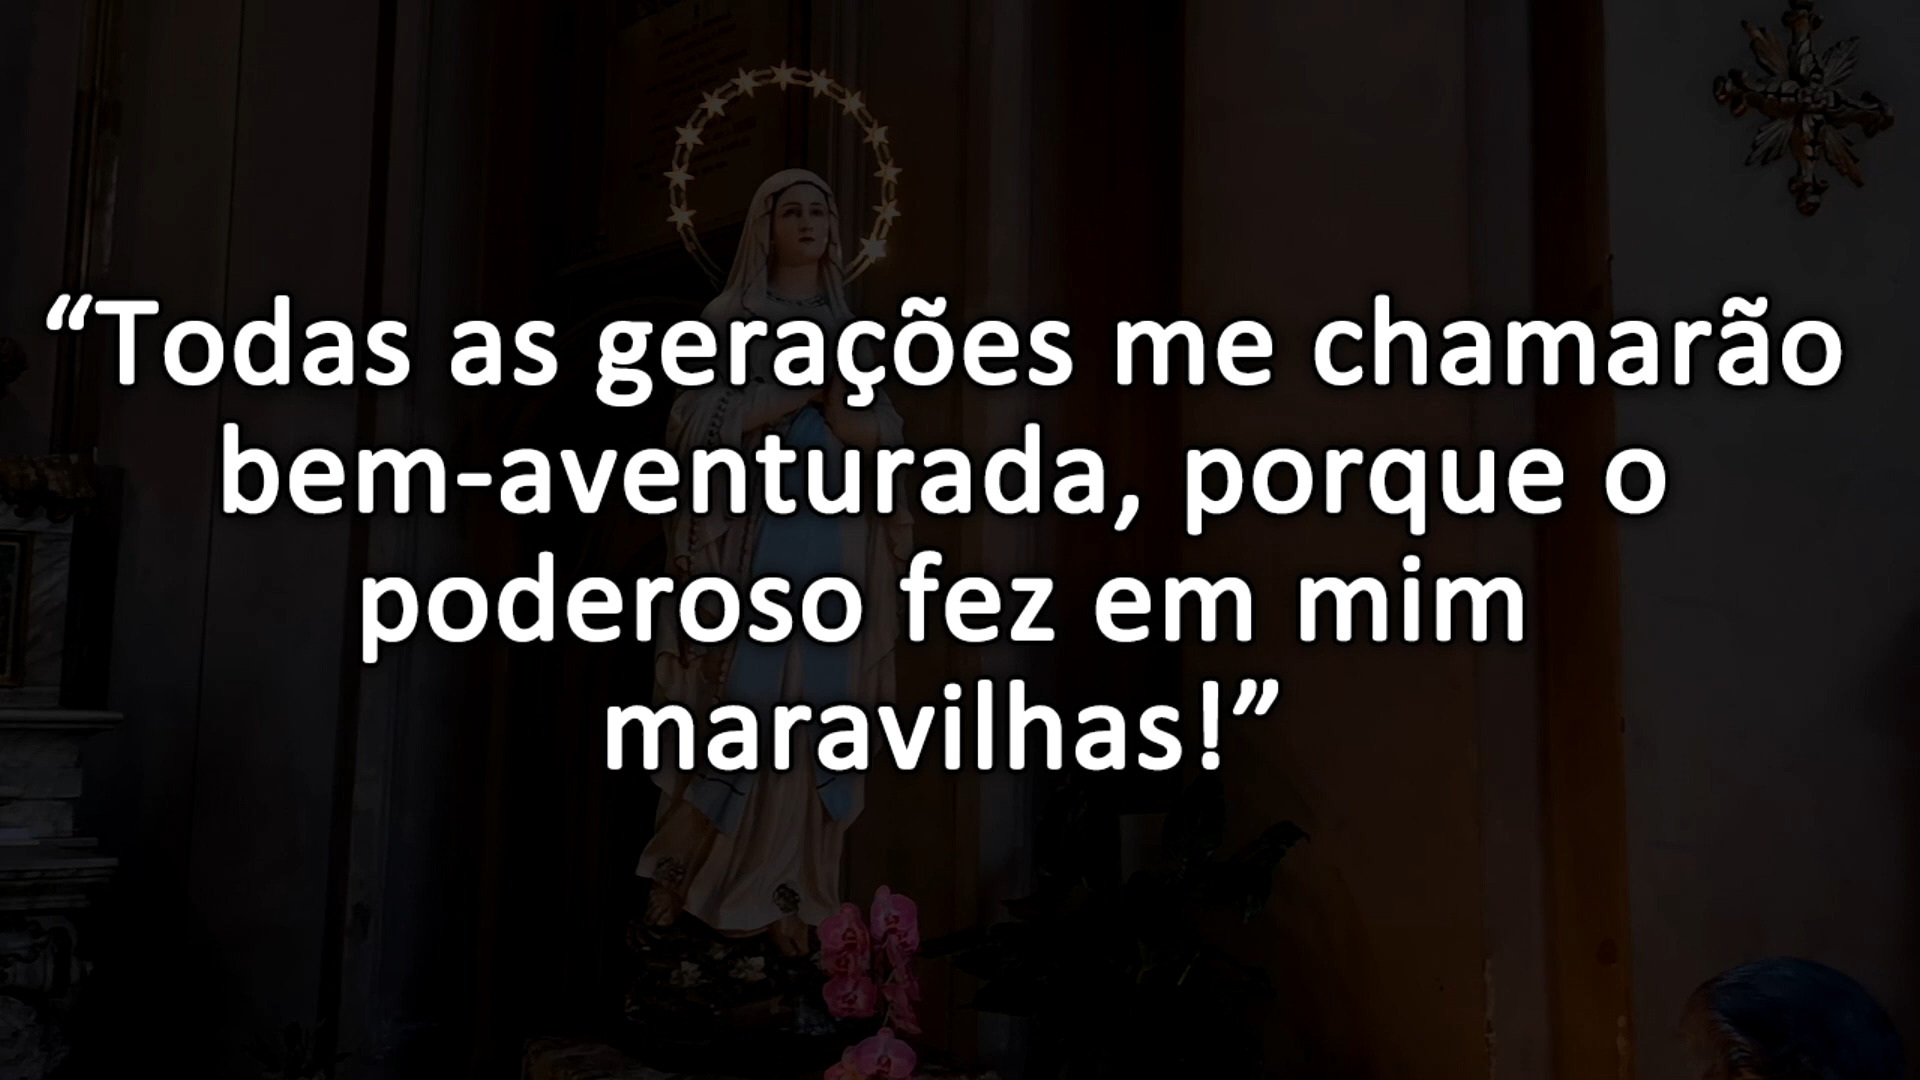 “Todas as gerações me chamarão
bem-aventurada, porque o
poderoso fez em mim
maravilhas!”